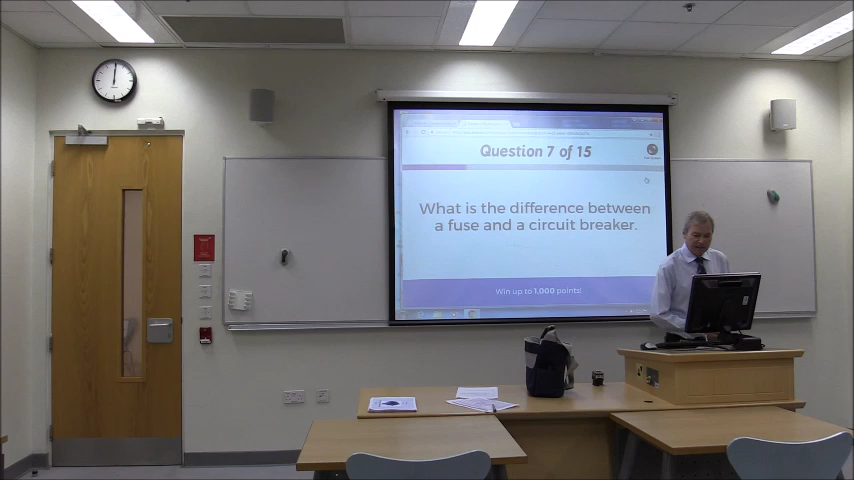 Question 7 of 15
What is the difference between
a fuse and a circuit breaker.
Win up to 1,000 points!